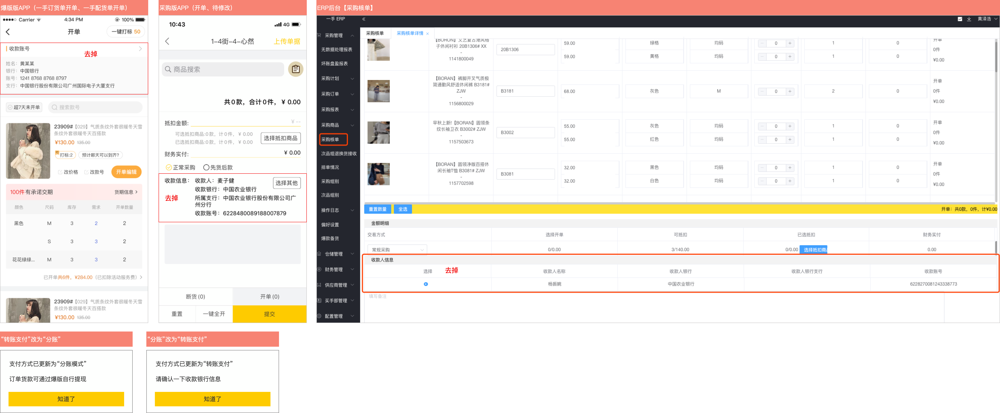 爆版版APP（一手订货单开单、一手配货单开单）
Carrier
4:34 PM
100%
开单
一键打标 50
收款账号
去掉
姓名：黄某某
银行：中国银行
账号：1241 8768 8768 8797
支行：中国银行股份有限公司广州国际电子大厦支行
超7天未开单
搜索款号
23909#【029】气质条纹外套很暖冬天雪
条纹外套很暖冬天百搭款
¥130.00 135.00
打标:2
预计哪天可以到齐?
改价格
改款号
开单编辑
100件有承诺交期
货期信息
颜色 尺码 库存 需求 开单数量
黑色 M 3 2 2
S 3 3 2
花花绿绿... M 3 3 2
已开单共6件，¥284.00（已扣除活动服务费）
23909#【029】气质条纹外套很暖冬天雪
条纹外套很暖冬天百搭款
¥130.00 135.00
采购版APP（开单、待修改）
10:43
4G
1-4街-4-心然
上传单据
商品搜索
共0款，合计0件，¥ 0.00
抵扣金额:
¥ --
可选抵扣商品:0款，计0件，¥ 0.00
已选抵扣商品:0款，计0件，¥ 0.00
选择抵扣商品
财务实付:
¥ 0.00
正常采购
先货后款
收款信息：
收款人：麦子健
选择其他
收款银行：中国农业银行
去掉
所属支行：中国农业银行股份有限公司广
州分行
收款账号：6228480089188007879
断货(0)
开单(0)
重置
一键全开
提交
ERP后台【采购核单】
一手 ERP
黄泽浩
采购管理
无数据处理报表
坏账盘盈报表
采购计划
采购订单
采购报表
采购商品
采购核单
次品组退换货接收
排单情况
采购组别
次品组别
操作日志
偏好设置
爆款备货
仓储管理
财务管理
供应商管理
买手部管理
配置管理
采购核单
采购核单详情
【BORON】文艺复古港风格
子休闲衬衫 20B1306# XX
-
1141800049
20B1306
59.00 绿格 均码 0 1 0
59.00 黄格 均码 0 1 0
开单
0件
¥0.00
【BORAN】裤脚开叉气质极
简通勤风舒适休闲裤 B3181#
ZJW
-
1156800029
B3181
68.00 灰色 M 0 2 0
开单
0件
¥0.00
早秋上新!【BORAN】圆领条
纹长袖卫衣 B3002# ZJW
-
1157503673
B3002
55.00 灰色 均码 0 1 0
55.00 红色 均码 0 1 0
开单
0件
¥0.00
【BORAN】圆领净版百搭休
闲长袖T恤 B3081# ZJW
-
1157702598
B3081
32.00 黑色 均码 0 1 0
32.00 白色 均码 0 1 0
开单
0件
¥0.00
重置数量
全选
开单：共0款，0件，计¥0.00
金额明细
交易方式 选择开单 可抵扣 已选抵扣 财务实付
常规采购 0/0.00 3/140.00 0/0.00 选择抵扣商 0.00
收款人信息
选择 去掉 收款人名称 收款人银行 收款人银行支行 收款账号
杨振婉 中国农业银行 6228270081243338773
填写备注
“转账支付”改为“分账”
支付方式已更新为“分账模式”
订单货款可通过爆版自行提现
知道了
“分账”改为“转账支付”
支付方式已更新为“转账支付”
请确认一下收款银行信息
知道了